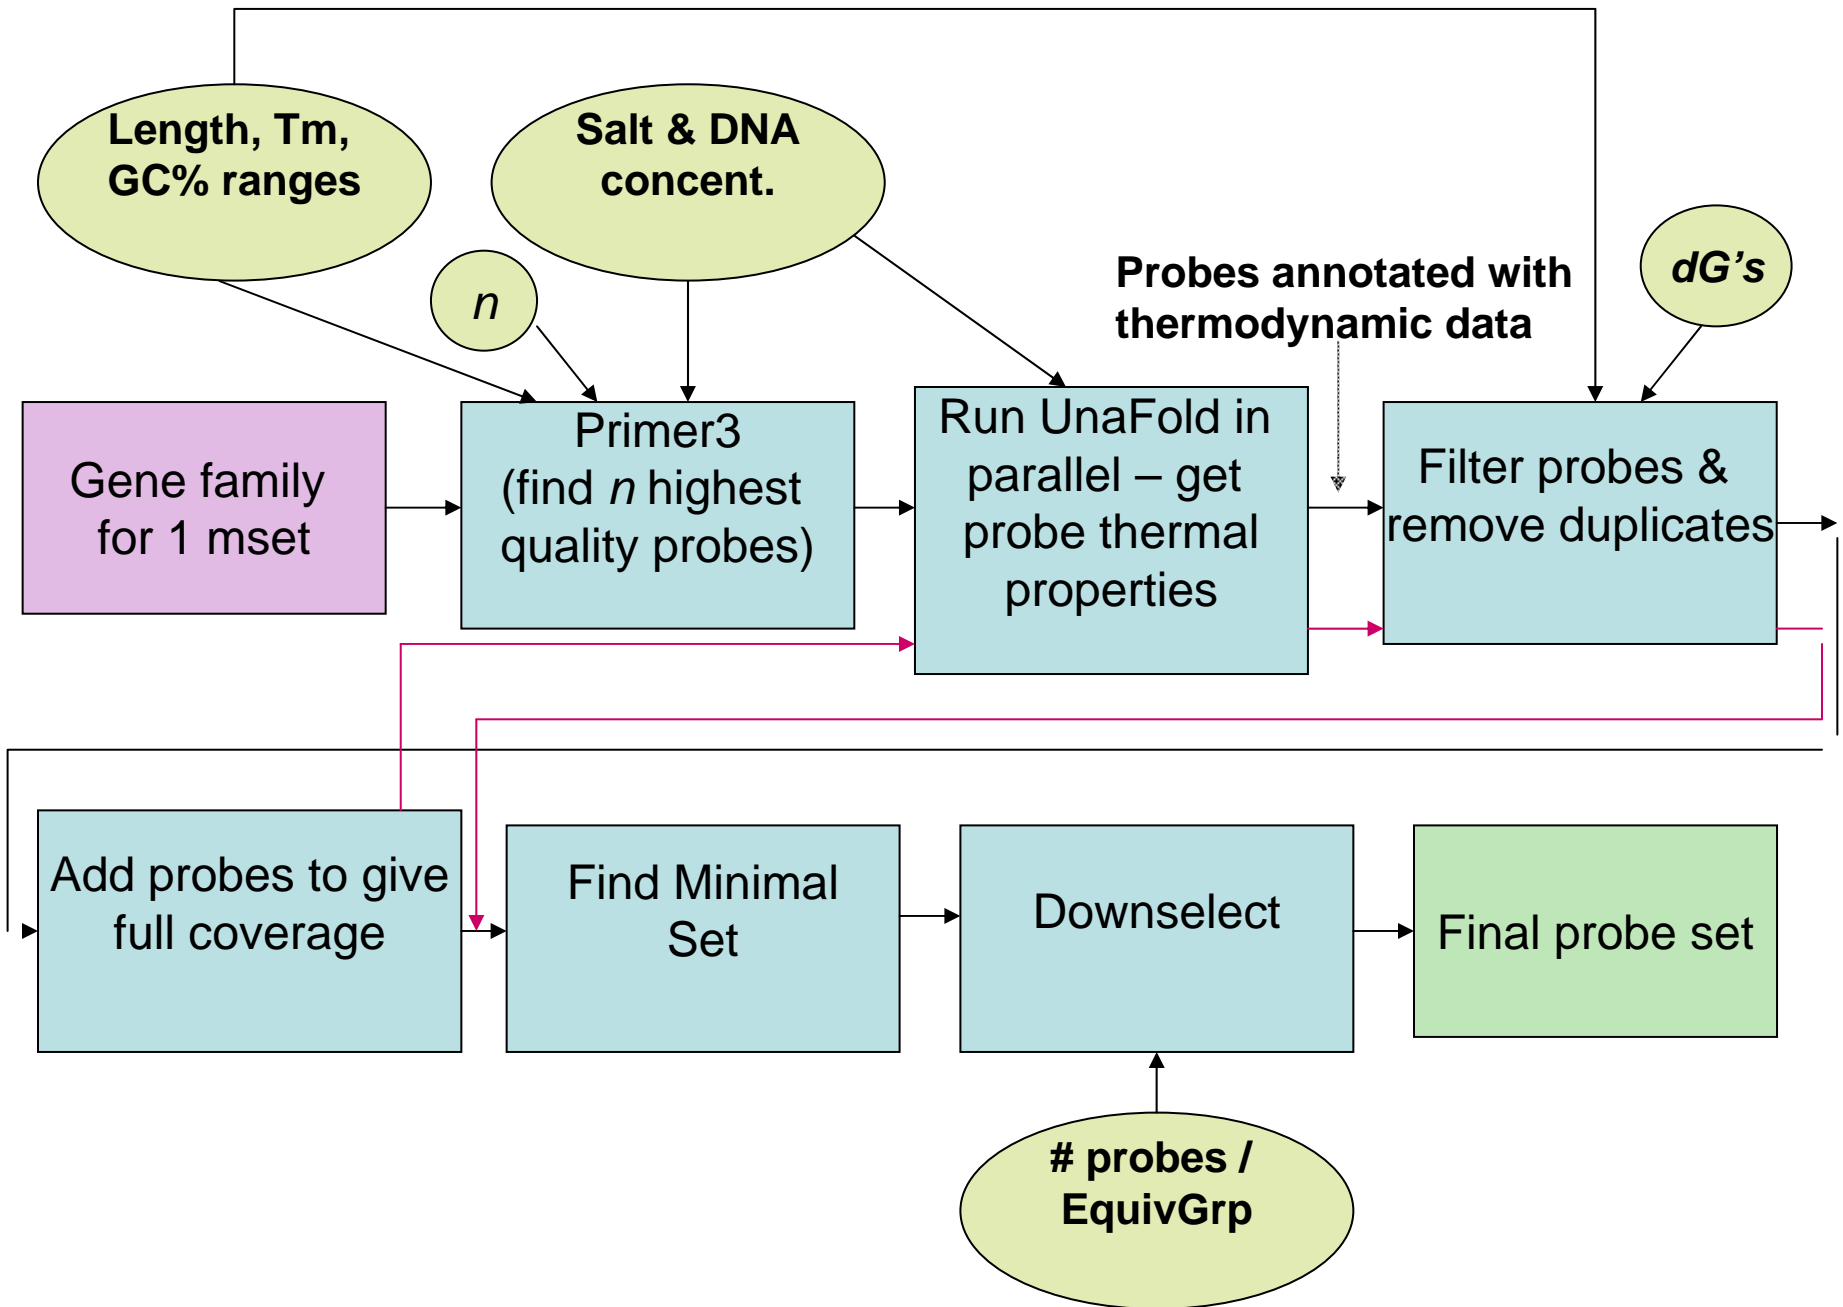 Length, Tm,
GC% ranges
Salt & DNA
concent.
n
Probes annotated with
thermodynamic data
dG's
Gene family
for 1 mset
Primer3
(find n highest
quality probes)
Run UnaFold in
parallel – get
probe thermal
properties
Filter probes &
remove duplicates
Add probes to give
full coverage
Find Minimal
Set
Downselect
Final probe set
# probes /
EquivGrp